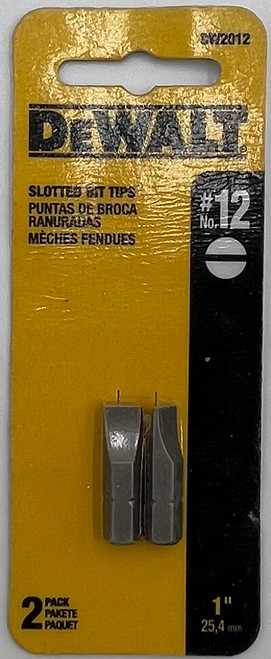 DW2012
DEWALT®
SLOTTED BIT TIPS
PUNTAS DE BROCA
RANURADAS
MÈCHES FENDUES
#
No. 12
2 PACK
PAKETE
PAQUET
1"
25,4 mm